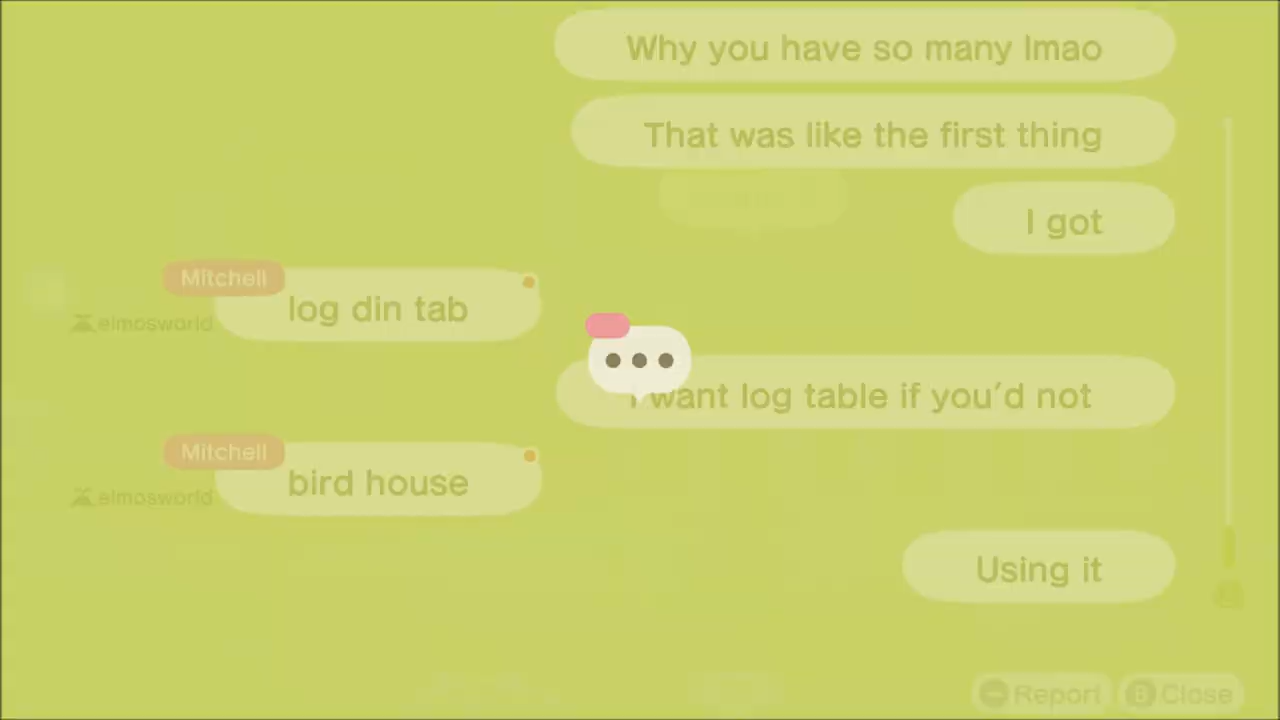 Why you have so many lmao
That was like the first thing
I got
Mitchell
log din tab
elmosworld
I want log table if you'd not
Mitchell
bird house
elmosworld
Using it
Report
Close